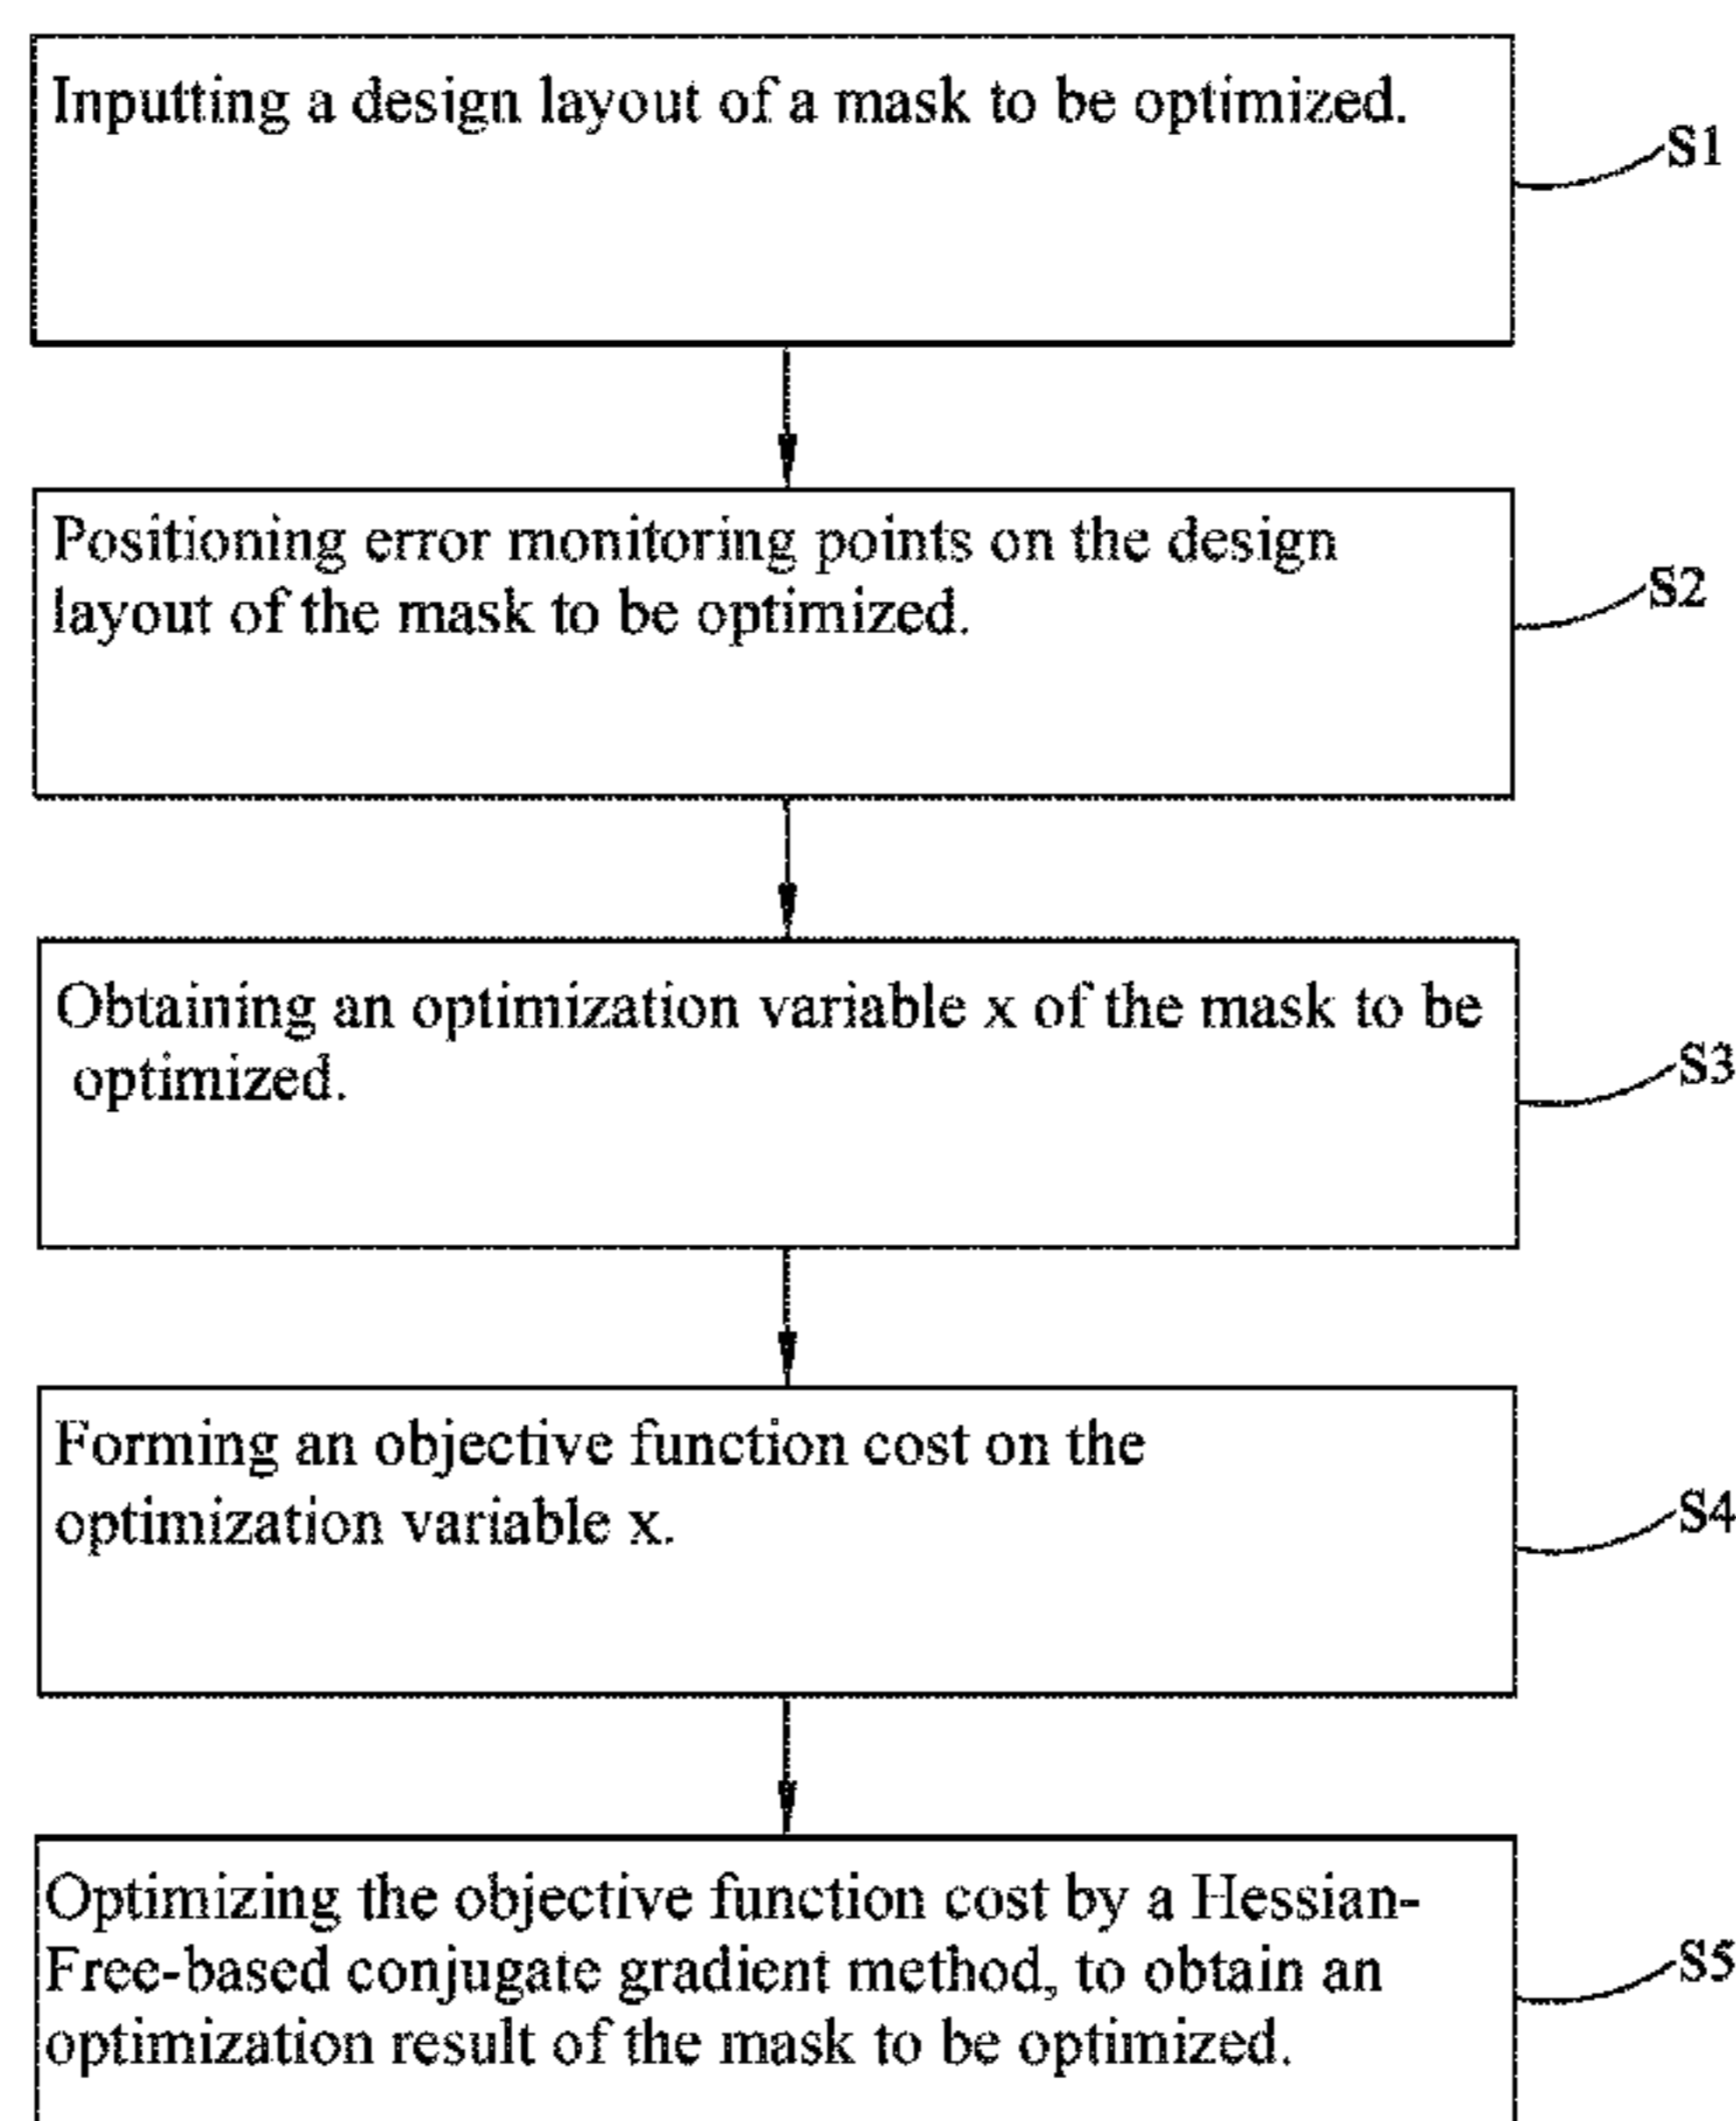 Inputting a design layout of a mask to be optimized.
S1
Positioning error monitoring points on the design
layout of the mask to be optimized.
S2
Obtaining an optimization variable x of the mask to be
optimized.
S3
Forming an objective function cost on the
optimization variable x.
S4
Optimizing the objective function cost by a Hessian-
Free-based conjugate gradient method, to obtain an
optimization result of the mask to be optimized.
S5